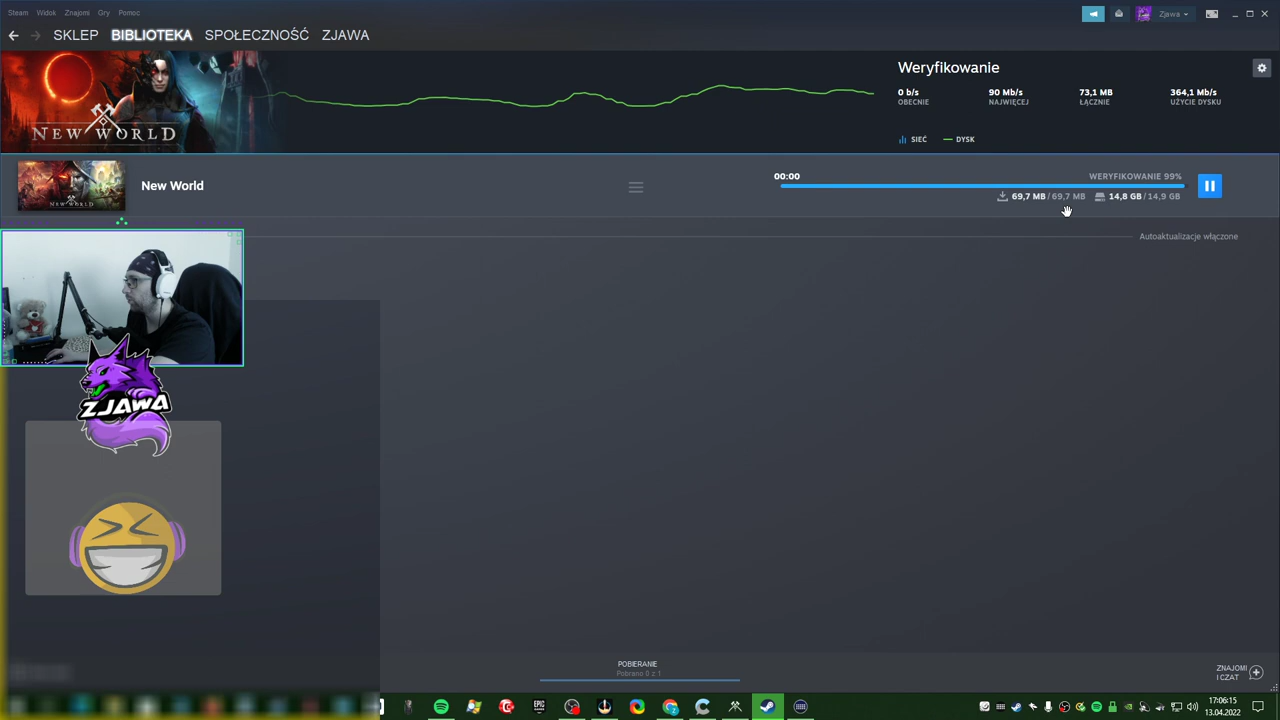 Steam Widok Znajomi Gry Pomoc
Zjawa
SKLEP BIBLIOTEKA SPOŁECZNOŚĆ ZJAWA
NEW WORLD
Weryfikowanie
0 b/s 90 Mb/s 73,1 MB 364,1 Mb/s
OBECNIE NAJWIĘCEJ ŁĄCZNIE UŻYCIE DYSKU
SIEĆ DYSK
New World
00:00 WERYFIKOWANIE 99%
69,7 MB / 69,7 MB 14,8 GB / 14,9 GB
Autoaktualizacje włączone
ZJAWA
POBIERANIE
Pobrano 0 z 1
ZNAJOMI
I CZAT
17:06:15
13.04.2022